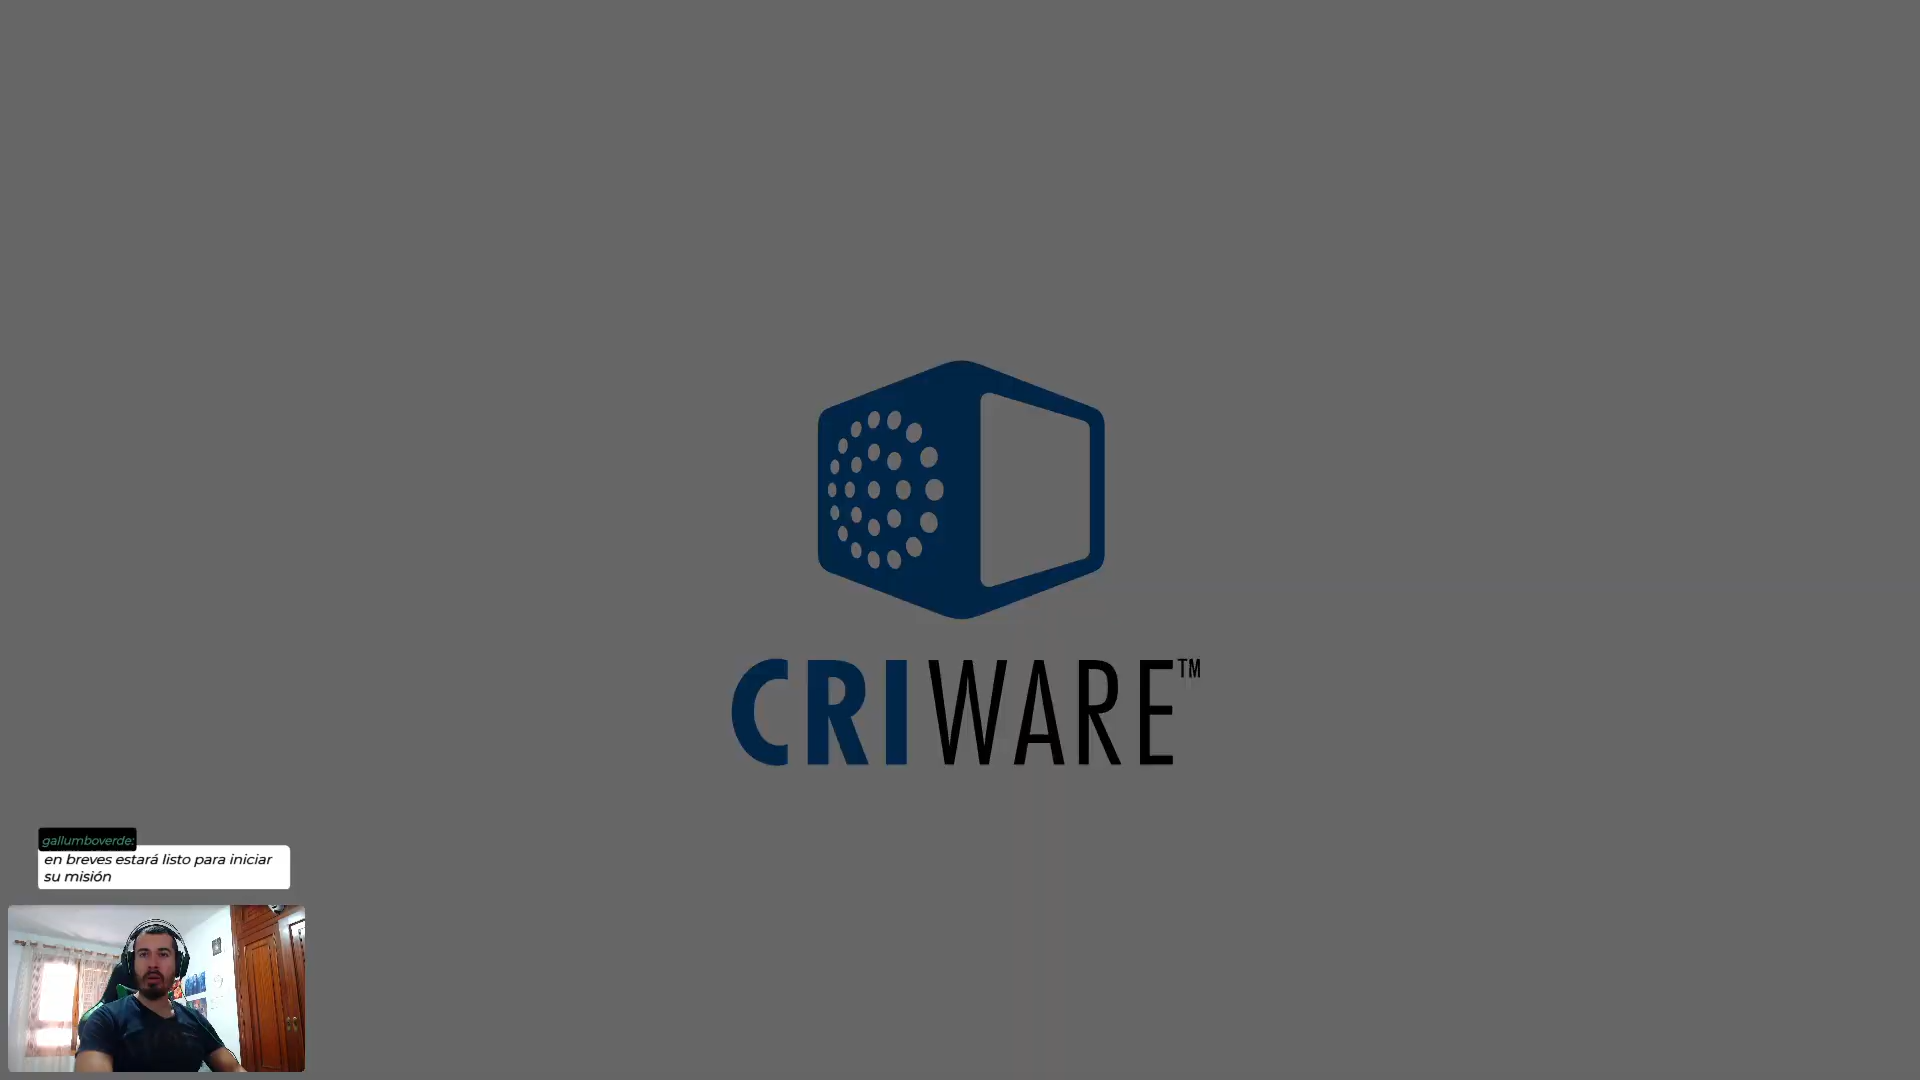 CRIWARE™
gallumboverde:
en breves estará listo para iniciar
su misión